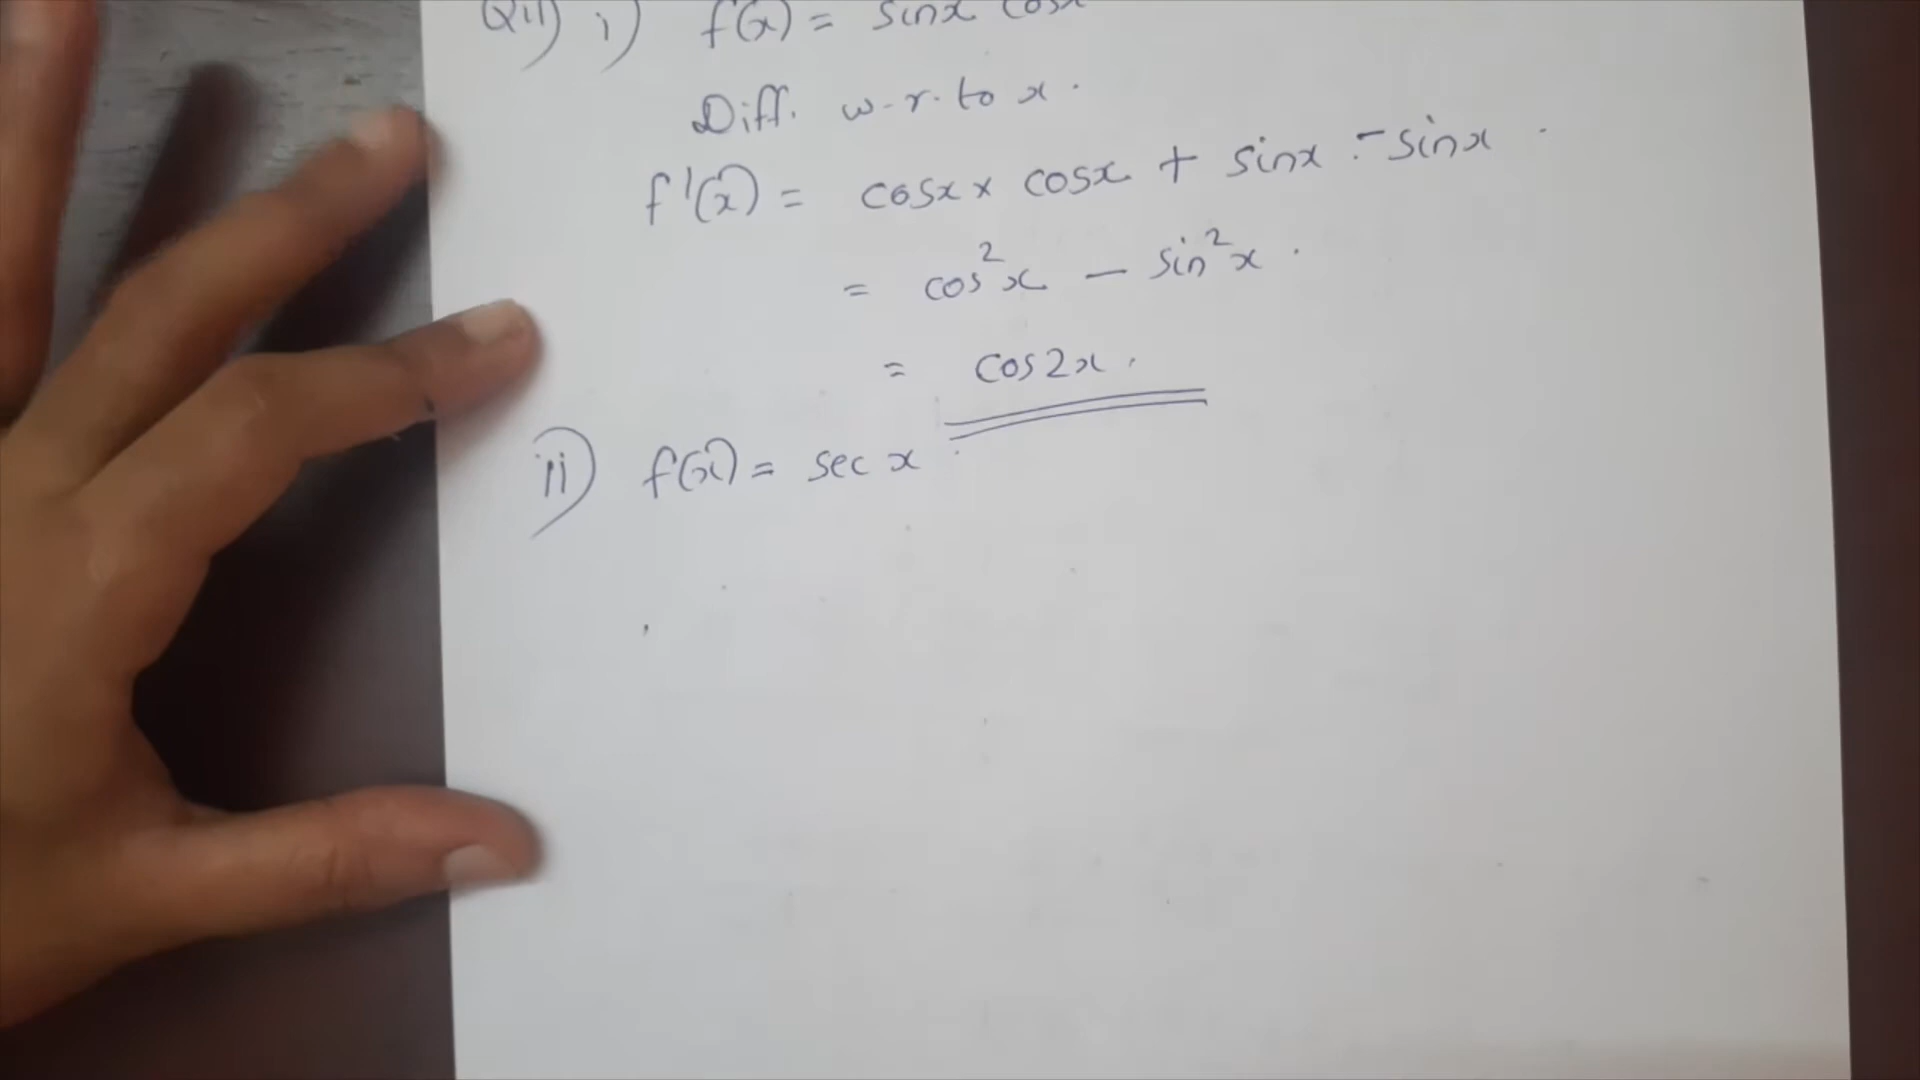 Q11) i) f(x) = sinx cosx
Diff. w.r.to x.
f'(x) = cosx x cosx + sinx . -sinx.
= cos²x - sin²x.
= cos2x.
ii) f(x) = sec x